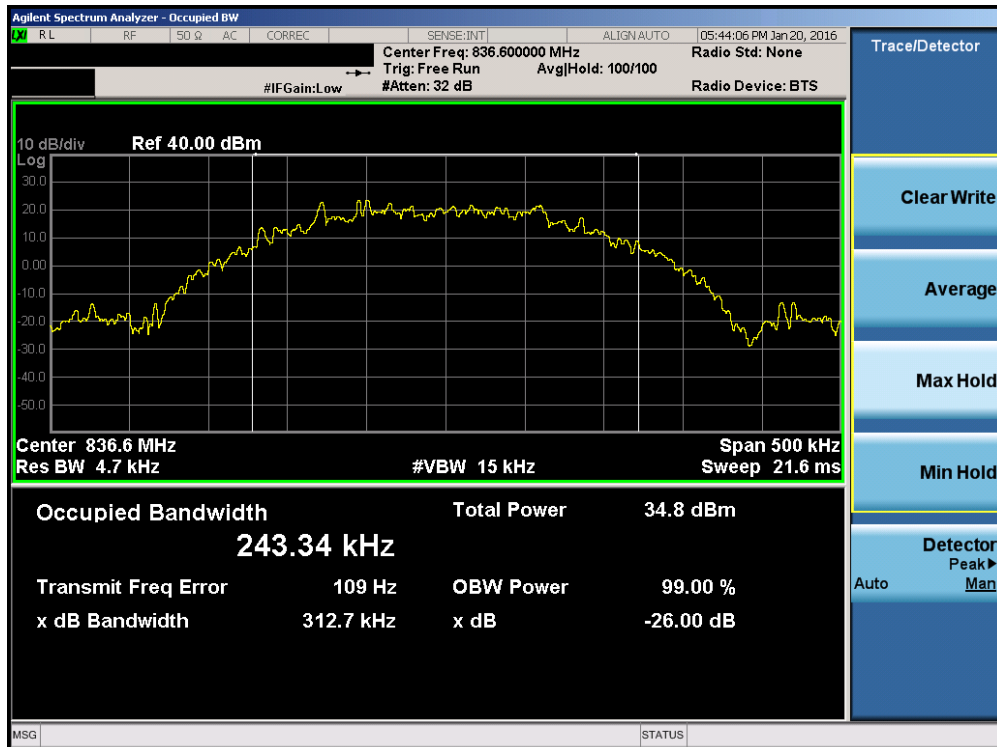 Agilent Spectrum Analyzer - Occupied BW
LXI RL RF 50 Ω AC CORREC SENSE:INT ALIGN AUTO 05:44:06 PM Jan 20, 2016
Center Freq: 836.600000 MHz Radio Std: None
Trig: Free Run Avg|Hold: 100/100
#IFGain:Low #Atten: 32 dB Radio Device: BTS
10 dB/div Ref 40.00 dBm
Log
30.0
20.0
10.0
0.00
-10.0
-20.0
-30.0
-40.0
-50.0
Center 836.6 MHz Span 500 kHz
Res BW 4.7 kHz #VBW 15 kHz Sweep 21.6 ms
Occupied Bandwidth Total Power 34.8 dBm
243.34 kHz
Transmit Freq Error 109 Hz OBW Power 99.00 %
x dB Bandwidth 312.7 kHz x dB -26.00 dB
Trace/Detector
Clear Write
Average
Max Hold
Min Hold
Detector
Peak▶
Auto Man
MSG STATUS